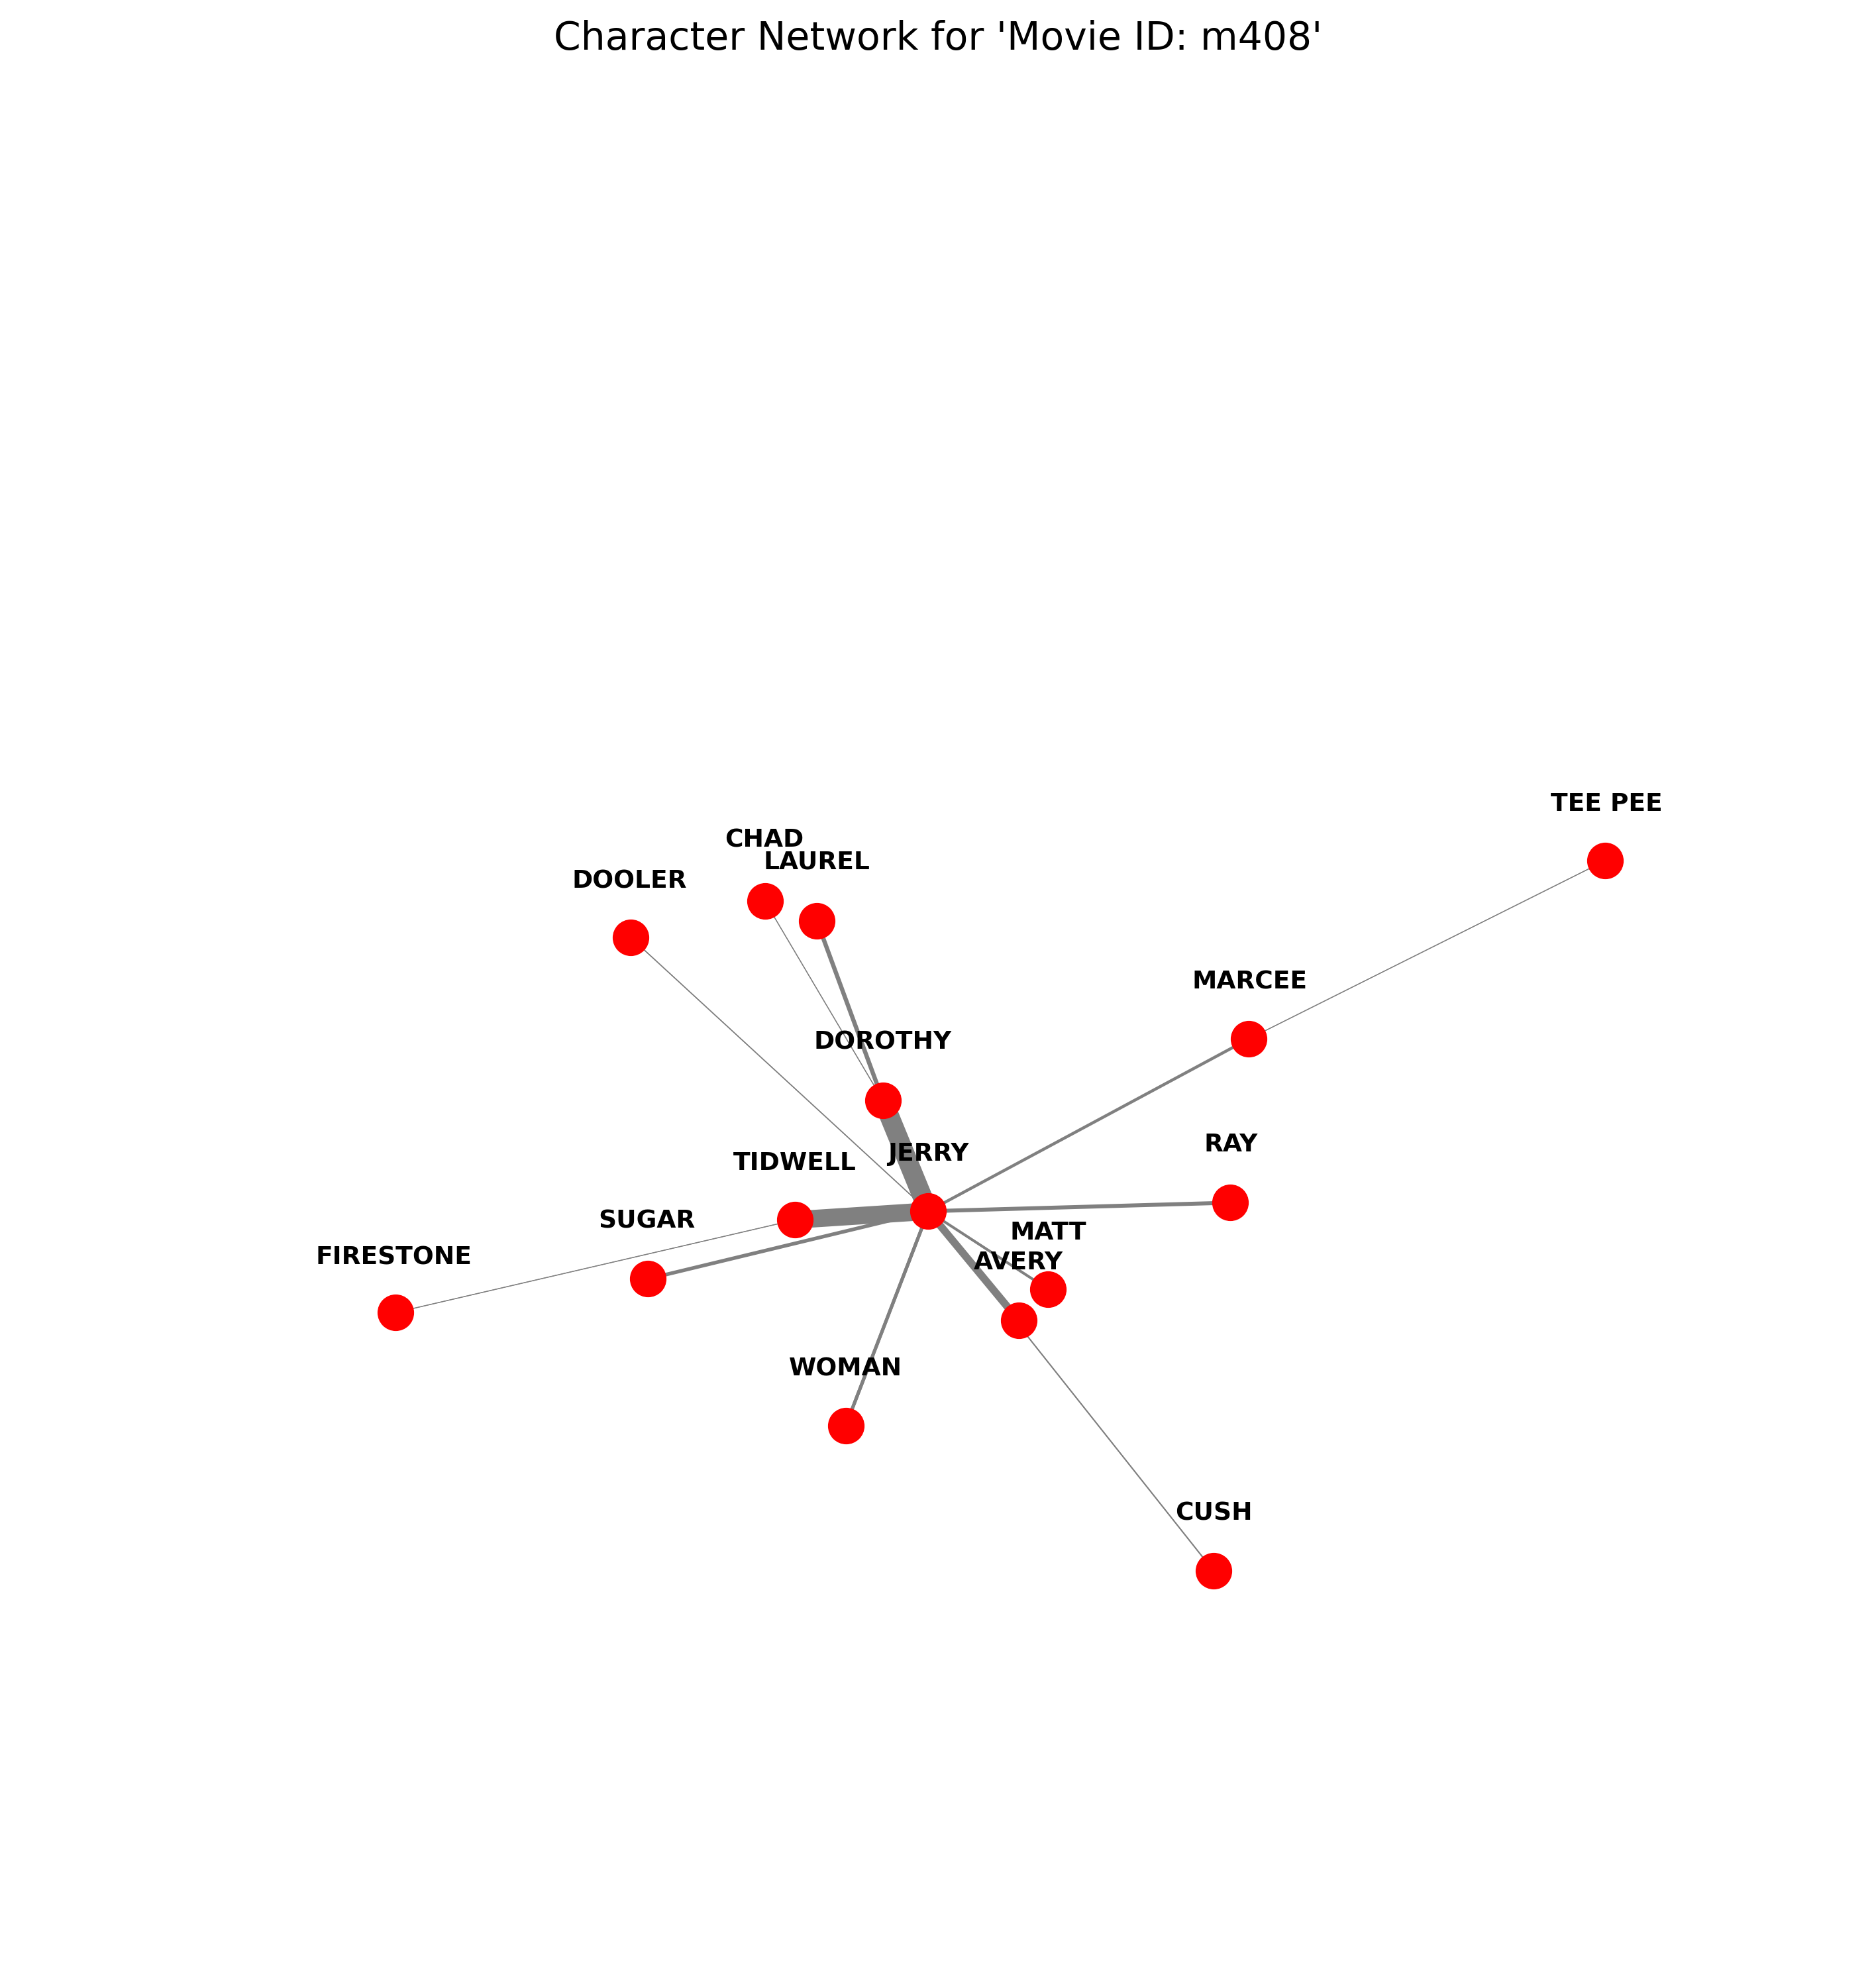 Character Network for 'Movie ID: m408'
TEE PEE
CHAD
LAUREL
DOOLER
MARCEE
DOROTHY
RAY
JERRY
TIDWELL
SUGAR
MATT
FIRESTONE
AVERY
WOMAN
CUSH